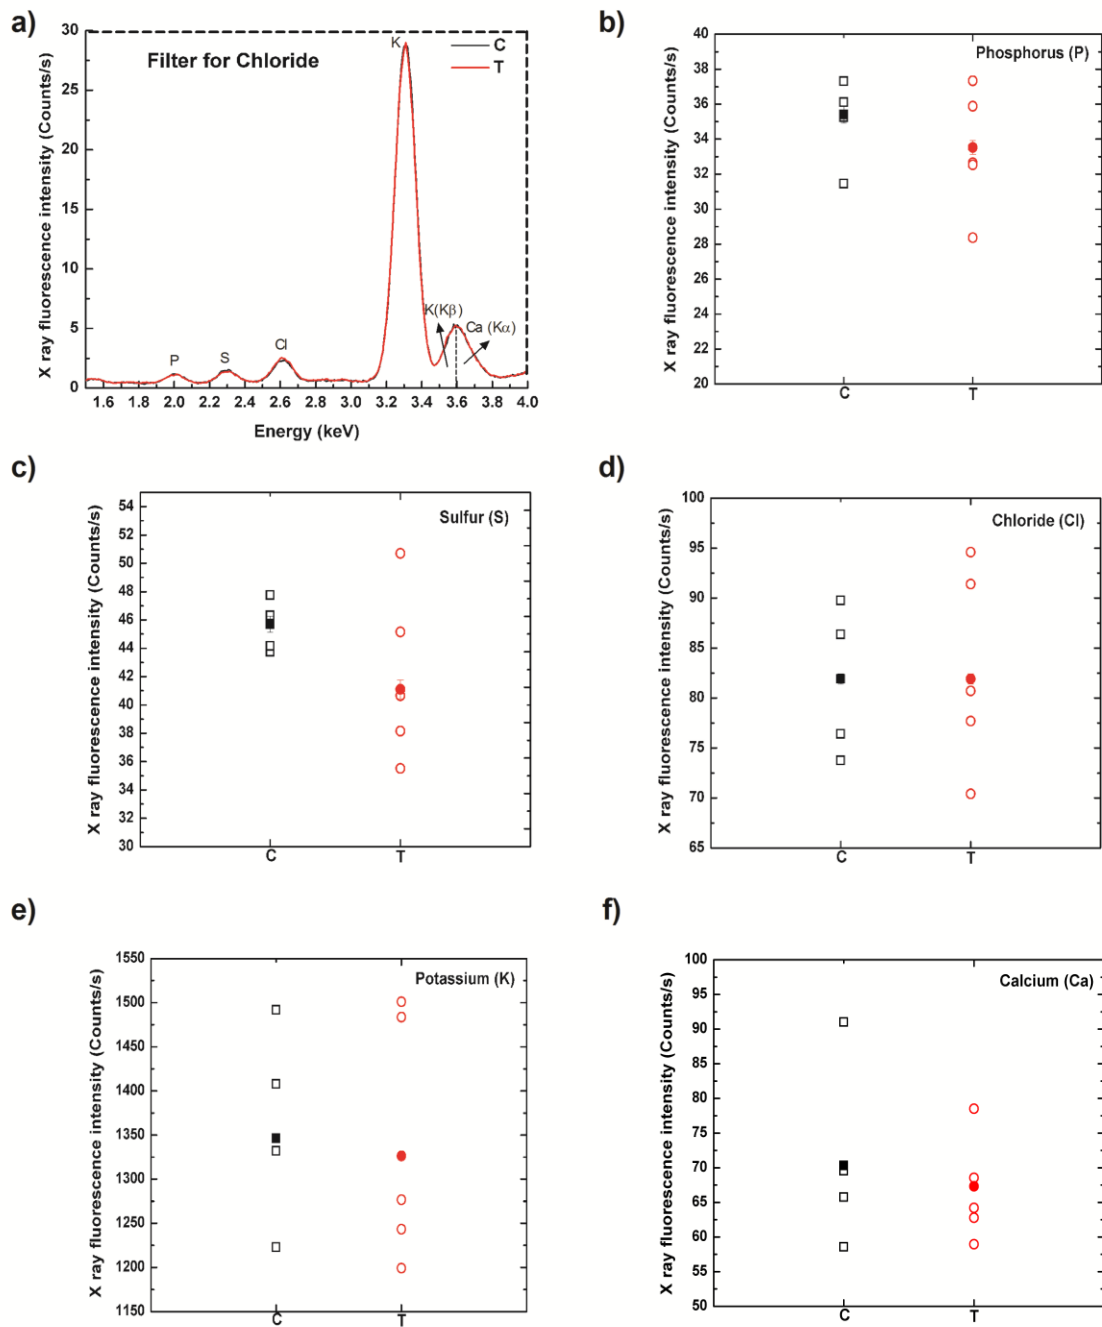 a)
Filter for Chloride
C
T
K
K(Kβ)
Ca (Kα)
P
S
Cl
30
25
20
15
10
5
0
1.6 1.8 2.0 2.2 2.4 2.6 2.8 3.0 3.2 3.4 3.6 3.8 4.0
Energy (keV)
X ray fluorescence intensity (Counts/s)
b)
Phosphorus (P)
40
38
36
34
32
30
28
26
24
22
20
C T
X ray fluorescence intensity (Counts/s)
c)
Sulfur (S)
54
52
50
48
46
44
42
40
38
36
34
32
30
C T
X ray fluorescence intensity (Counts/s)
d)
Chloride (Cl)
100
95
90
85
80
75
70
65
C T
X ray fluorescence intensity (Counts/s)
e)
Potassium (K)
1550
1500
1450
1400
1350
1300
1250
1200
1150
C T
X ray fluorescence intensity (Counts/s)
f)
Calcium (Ca)
100
95
90
85
80
75
70
65
60
55
50
C T
X ray fluorescence intensity (Counts/s)